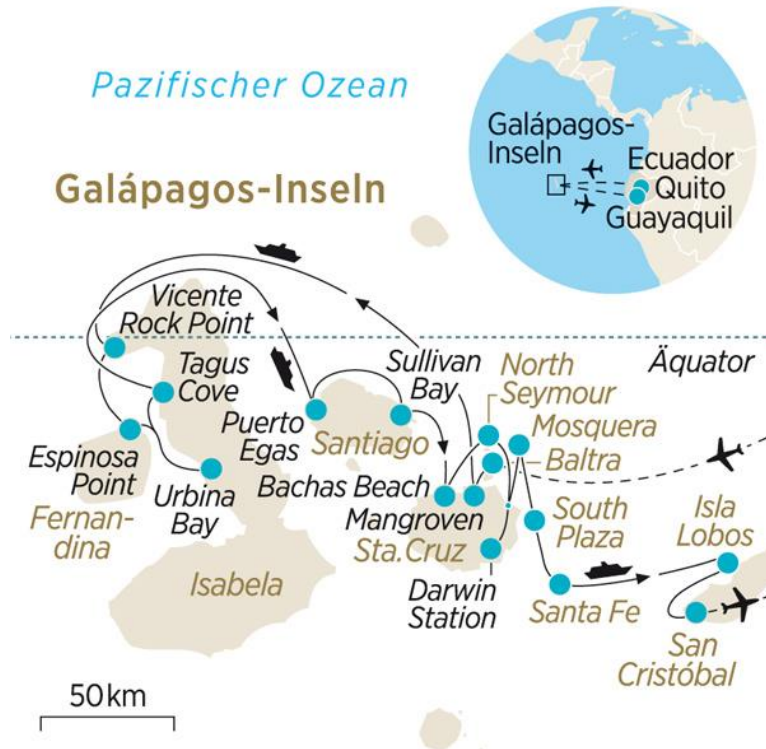 Pazifischer Ozean
Galápagos-Inseln
Galápagos-
Inseln
Ecuador
Quito
Guayaquil
Vicente
Rock Point
Tagus
Cove
Sullivan
Bay
North
Seymour
Äquator
Mosquera
Baltra
Puerto
Egas
Santiago
Espinosa
Point
Urbina
Bay
Bachas Beach
Mangroven
Sta. Cruz
South
Plaza
Isla
Lobos
Fernan-
dina
Isabela
Darwin
Station
Santa Fe
San
Cristóbal
50 km